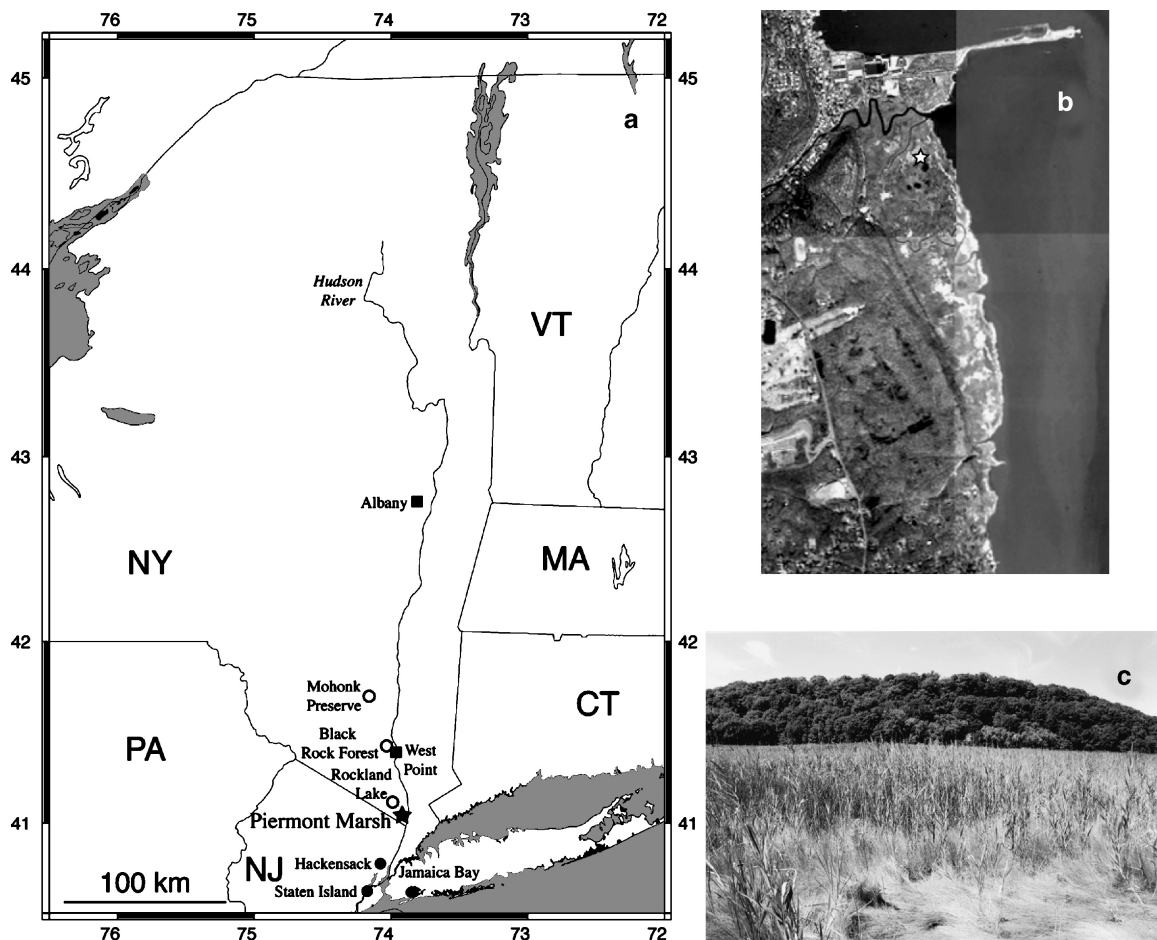 75
74
73
72
45
45
a
b
44
44
Hudson
River
VT
43
43
Albany
NY
MA
42
42
Mohonk
Preserve
CT
c
Black
Rock Forest
West
Point
PA
Rockland
Lake
41
Piermont Marsh
41
Hackensack
NJ
Jamaica Bay
100 km
Staten Island
76
75
74
73
72